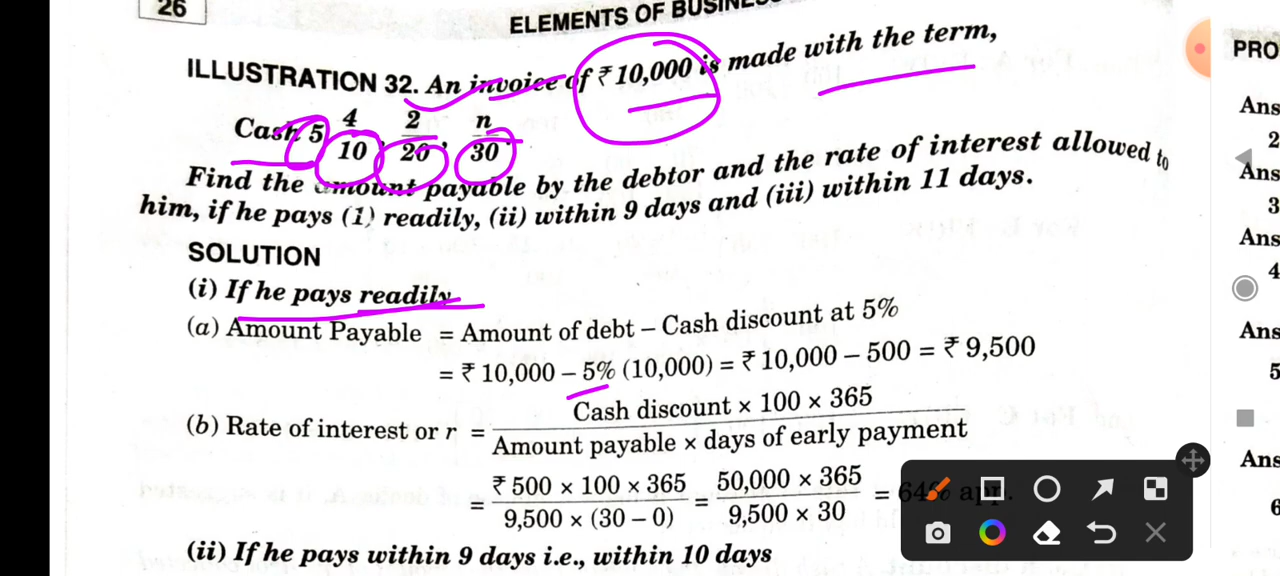 26
ELEMENTS OF
ILLUSTRATION 32. An invoice of ₹ 10,000 is made with the term,
Cash 5, 4/10, 2/20, n/30.
Find the amount payable by the debtor and the rate of interest allowed to
him, if he pays (1) readily, (ii) within 9 days and (iii) within 11 days.
SOLUTION
(i) If he pays readily
(a) Amount Payable = Amount of debt – Cash discount at 5%
= ₹ 10,000 – 5% (10,000) = ₹ 10,000 – 500 = ₹ 9,500
(b) Rate of interest or r = Cash discount × 100 × 365 / Amount payable × days of early payment
= ₹ 500 × 100 × 365 / 9,500 × (30 – 0) = 50,000 × 365 / 9,500 × 30 = 64% app.
(ii) If he pays within 9 days i.e., within 10 days
PRO
Ans
2
Ans
3
Ans
4
Ans
5
Ans
6